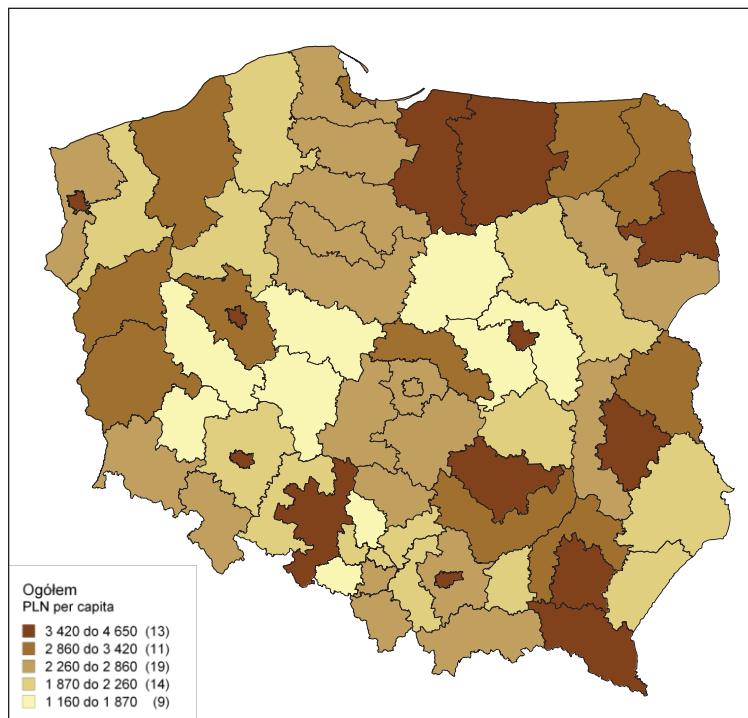 Ogółem
PLN per capita
3 420 do 4 650 (13)
2 860 do 3 420 (11)
2 260 do 2 860 (19)
1 870 do 2 260 (14)
1 160 do 1 870 (9)